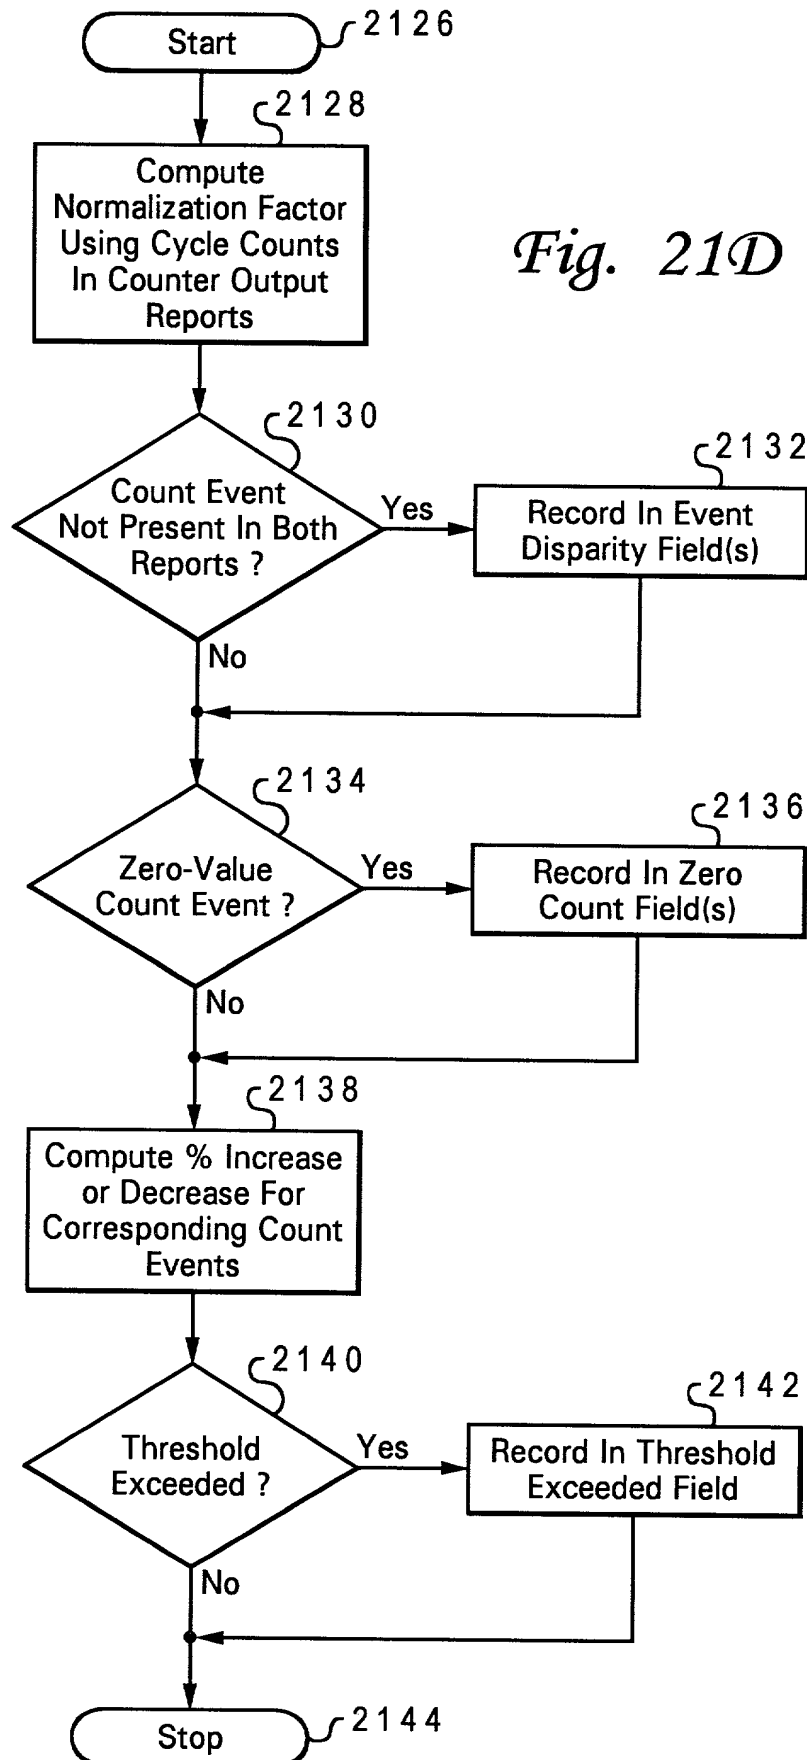 Start
2126
2128
Compute
Normalization Factor
Using Cycle Counts
In Counter Output
Reports
Fig. 21D
2130
Count Event
Not Present In Both
Reports ?
Yes
2132
Record In Event
Disparity Field(s)
No
2134
Zero-Value
Count Event ?
Yes
2136
Record In Zero
Count Field(s)
No
2138
Compute % Increase
or Decrease For
Corresponding Count
Events
2140
Threshold
Exceeded ?
Yes
2142
Record In Threshold
Exceeded Field
No
Stop
2144